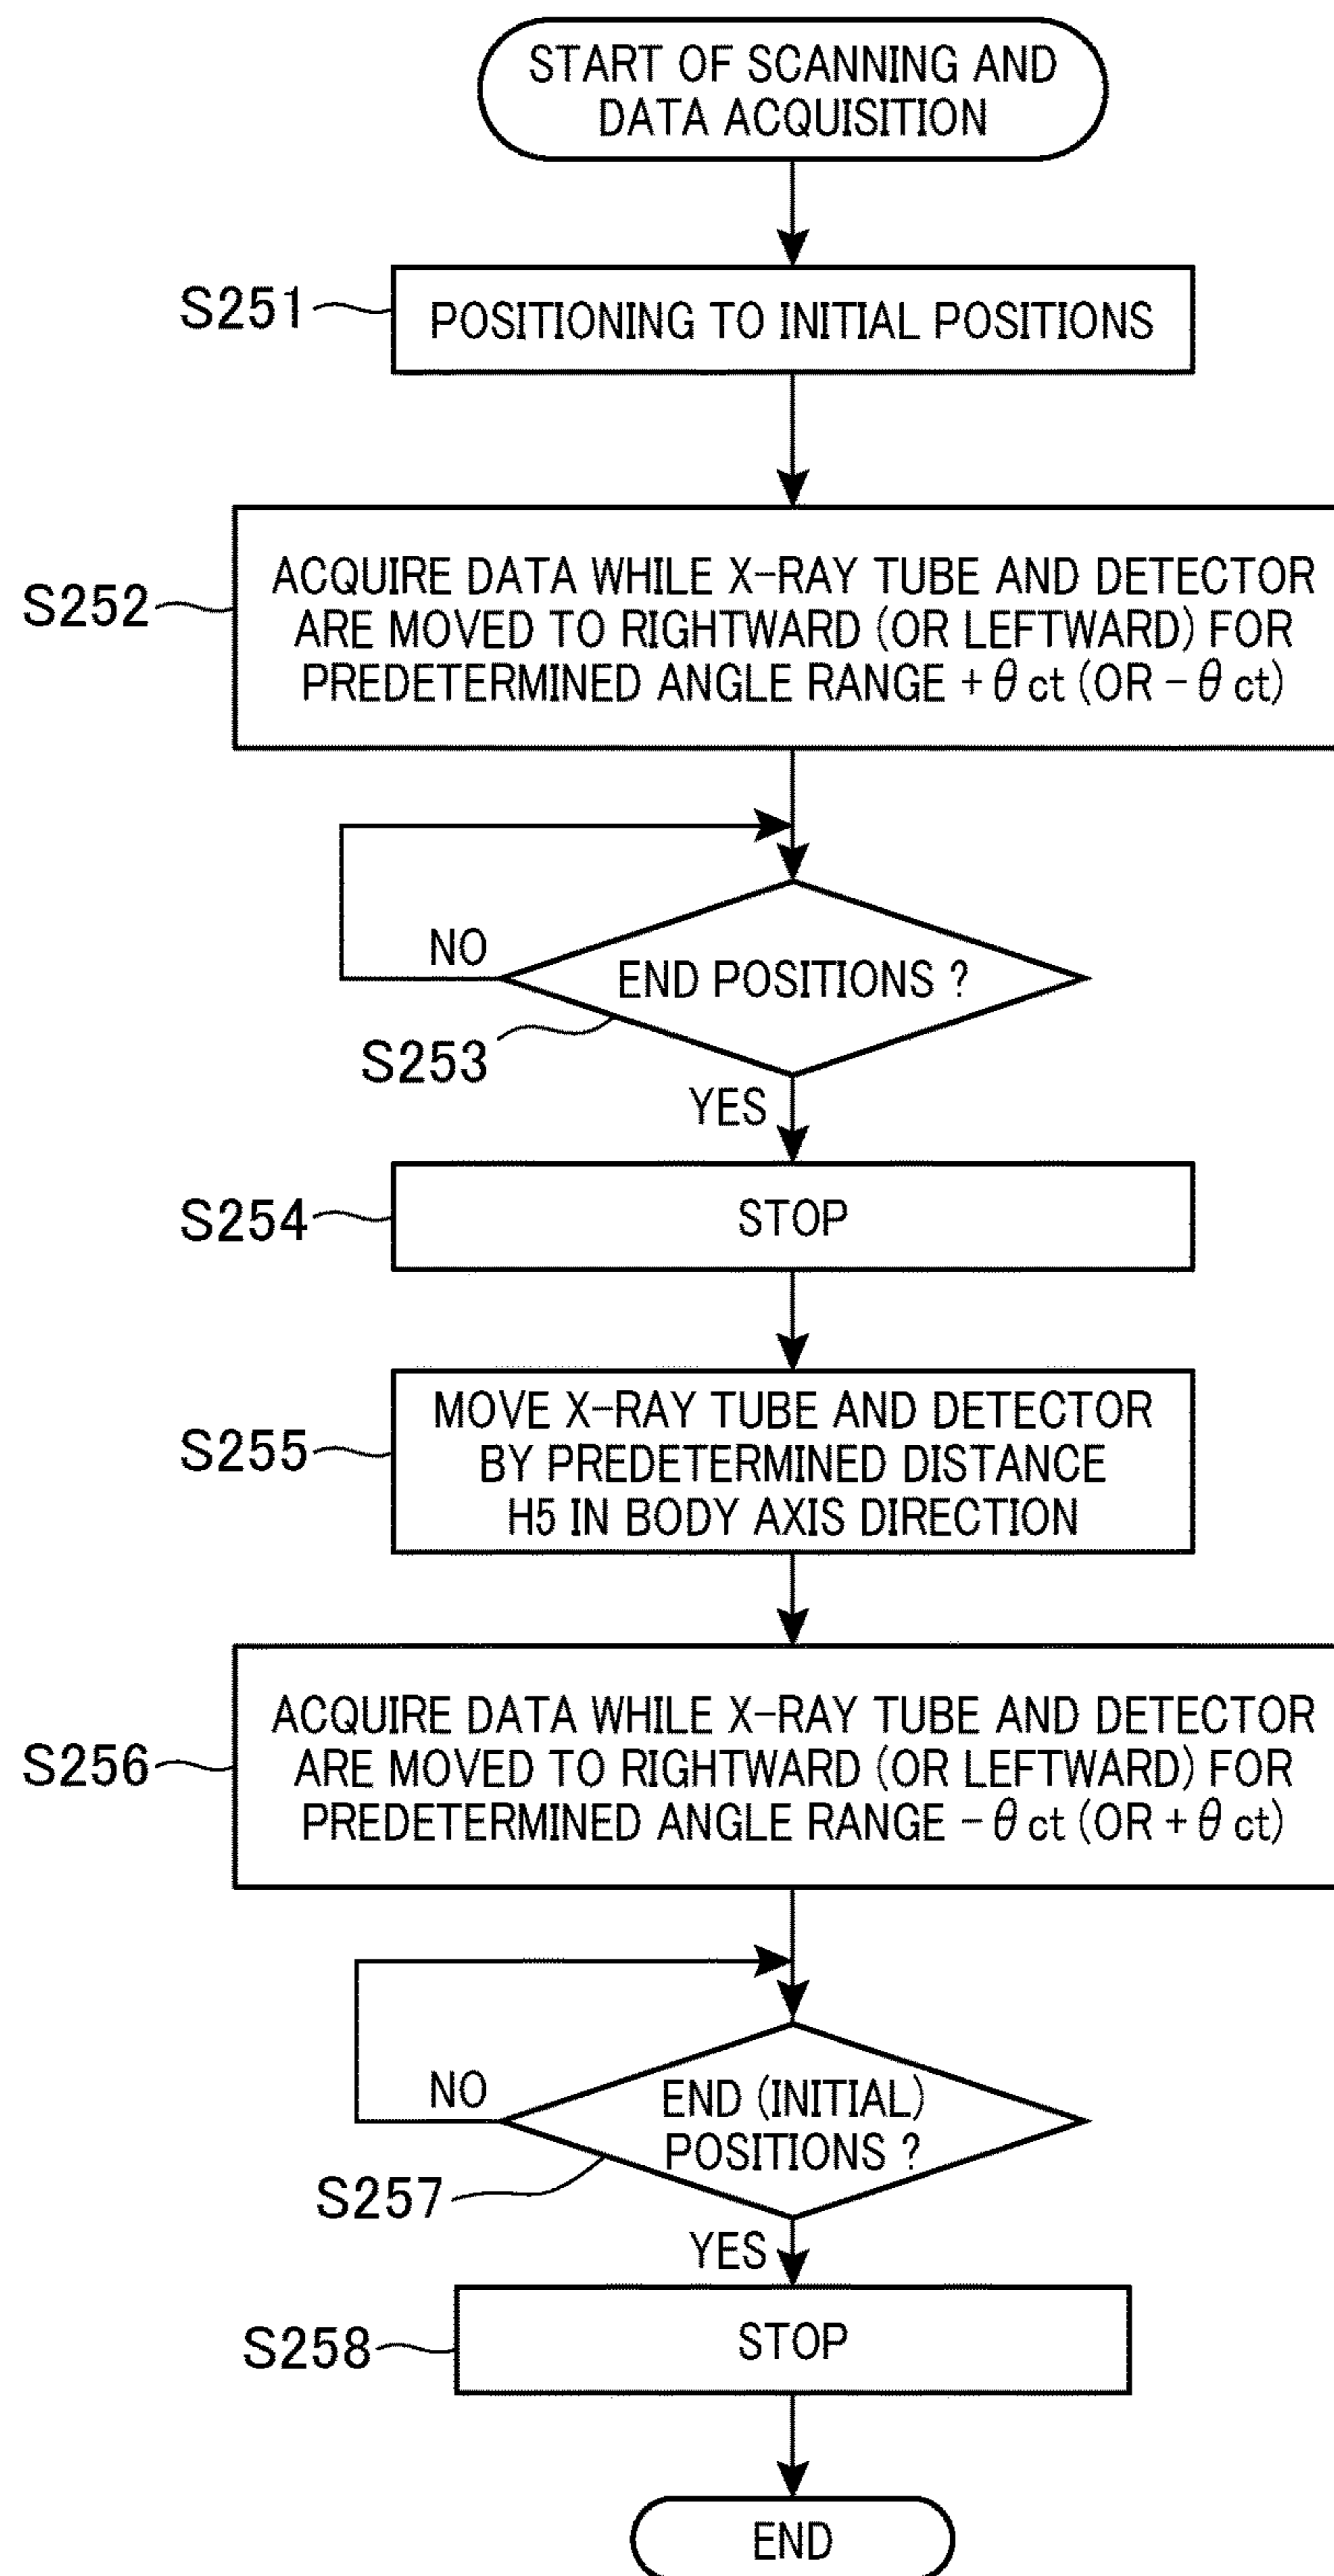 START OF SCANNING AND
DATA ACQUISITION
S251
POSITIONING TO INITIAL POSITIONS
S252
ACQUIRE DATA WHILE X-RAY TUBE AND DETECTOR
ARE MOVED TO RIGHTWARD (OR LEFTWARD) FOR
PREDETERMINED ANGLE RANGE + θ ct (OR - θ ct)
NO
END POSITIONS ?
S253
YES
S254
STOP
S255
MOVE X-RAY TUBE AND DETECTOR
BY PREDETERMINED DISTANCE
H5 IN BODY AXIS DIRECTION
S256
ACQUIRE DATA WHILE X-RAY TUBE AND DETECTOR
ARE MOVED TO RIGHTWARD (OR LEFTWARD) FOR
PREDETERMINED ANGLE RANGE - θ ct (OR + θ ct)
NO
END (INITIAL)
POSITIONS ?
S257
YES
S258
STOP
END